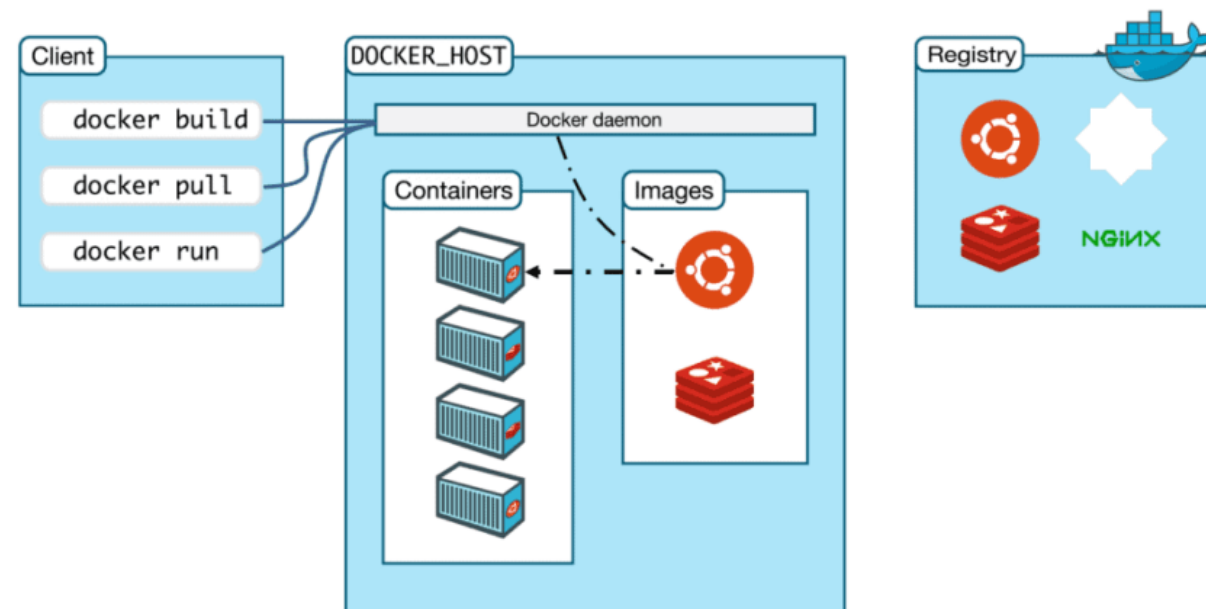 Client
docker build
docker pull
docker run
DOCKER_HOST
Docker daemon
Containers
Images
Registry
NGINX